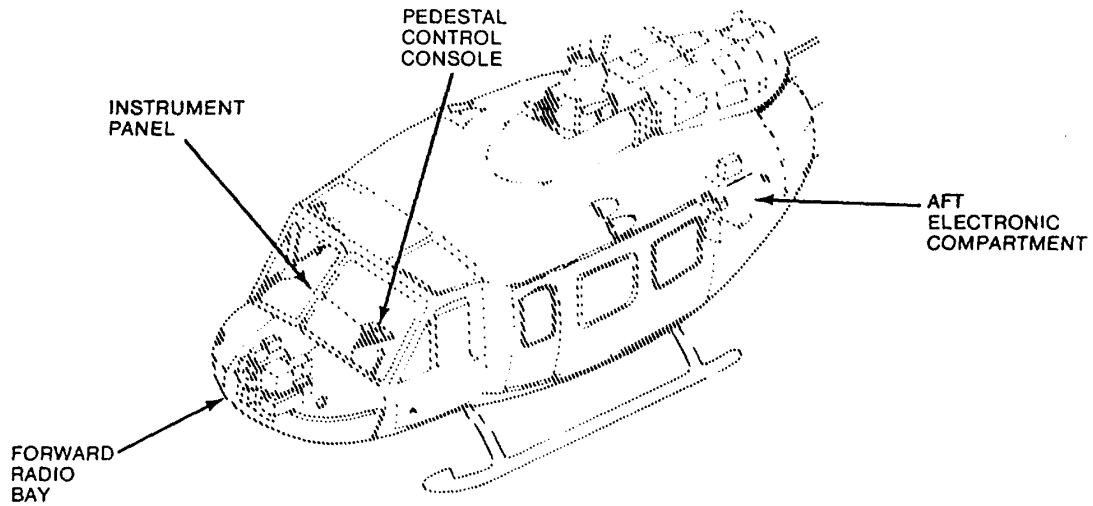 PEDESTAL
CONTROL
CONSOLE
INSTRUMENT
PANEL
AFT
ELECTRONIC
COMPARTMENT
FORWARD
RADIO
BAY